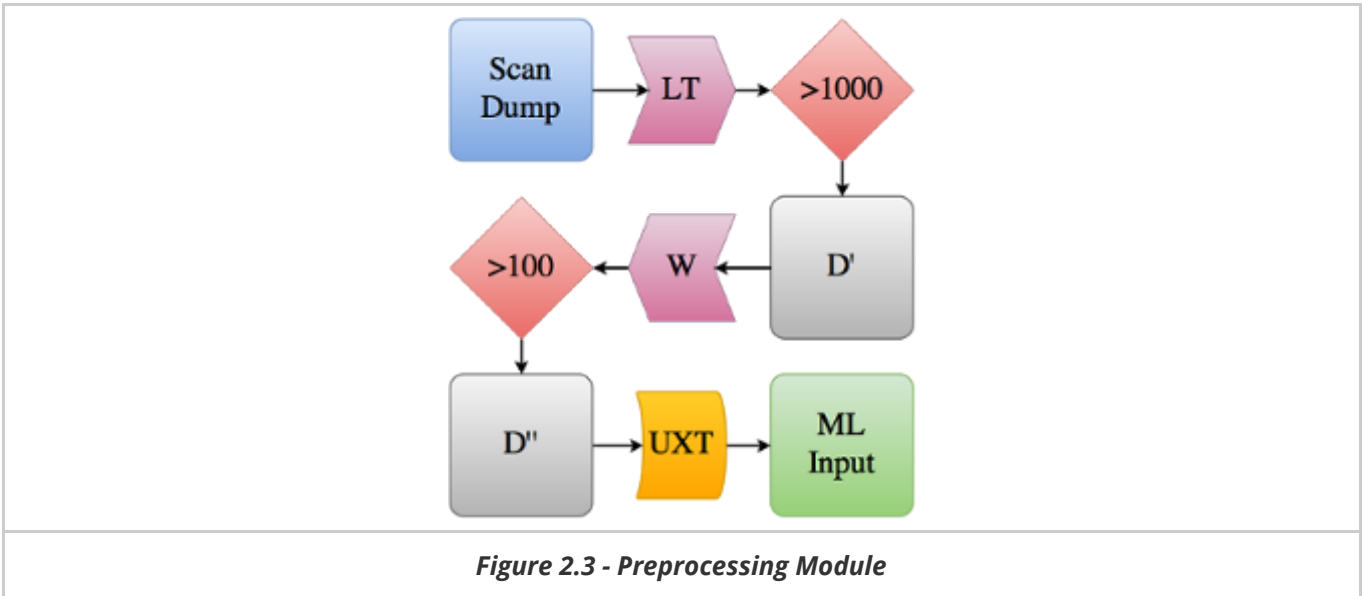 Scan
Dump
LT
>1000
D'
W
>100
D"
UXT
ML
Input
Figure 2.3 - Preprocessing Module